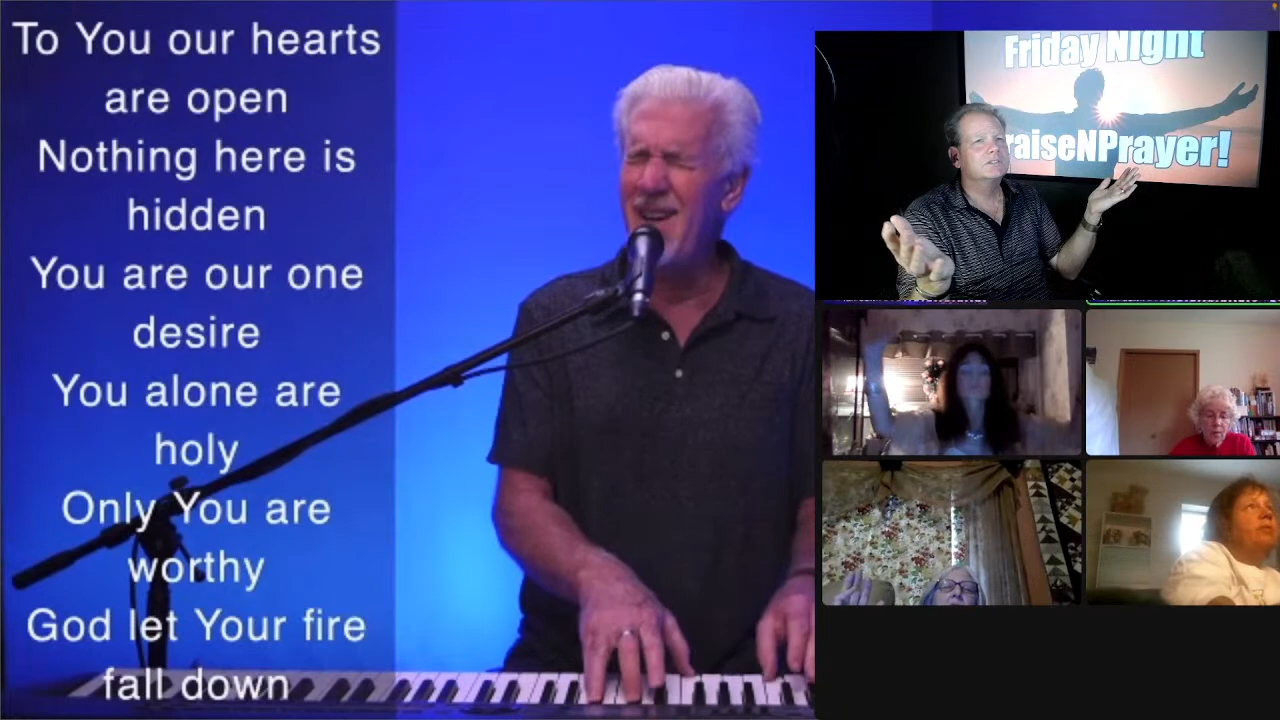 To You our hearts
are open
Nothing here is
hidden
You are our one
desire
You alone are
holy
Only You are
worthy
God let Your fire
fall down
Friday Night
raiseNPrayer!